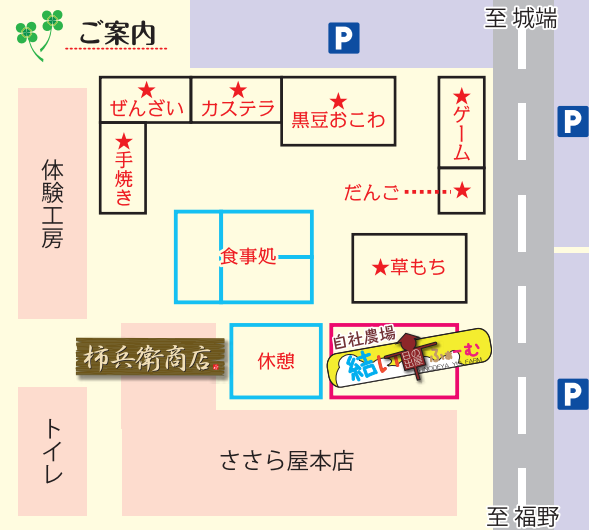 ご案内
至 城端
P
★ぜんざい
★カステラ
★黒豆おこわ
★ゲーム
P
★手焼き
体験工房
だんご ★
食事処
★草もち
自社農場
結
柿兵衛商店
休憩
P
トイレ
ささら屋本店
至 福野